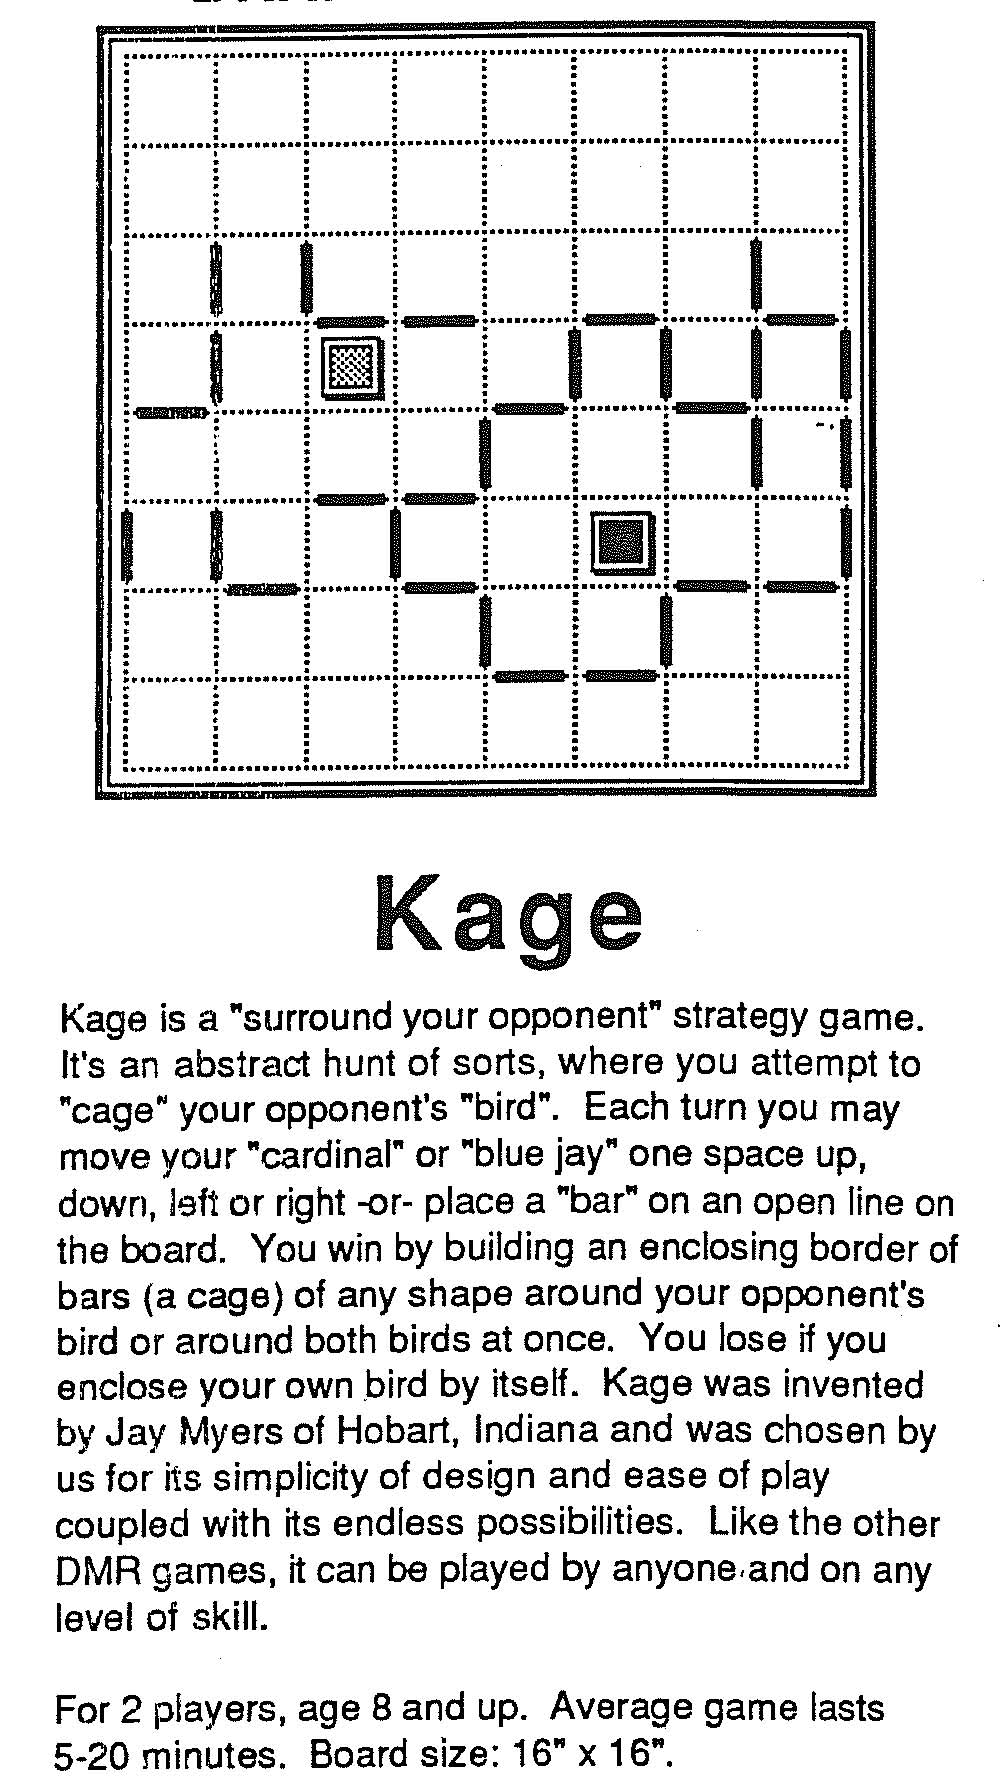 Kage
Kage is a "surround your opponent" strategy game.
It's an abstract hunt of sorts, where you attempt to
"cage" your opponent's "bird".  Each turn you may
move your "cardinal" or "blue jay" one space up,
down, left or right -or- place a "bar" on an open line on
the board.  You win by building an enclosing border of
bars (a cage) of any shape around your opponent's
bird or around both birds at once.  You lose if you
enclose your own bird by itself.  Kage was invented
by Jay Myers of Hobart, Indiana and was chosen by
us for its simplicity of design and ease of play
coupled with its endless possibilities.  Like the other
DMR games, it can be played by anyone and on any
level of skill.
For 2 players, age 8 and up.  Average game lasts
5-20 minutes.  Board size: 16" x 16".